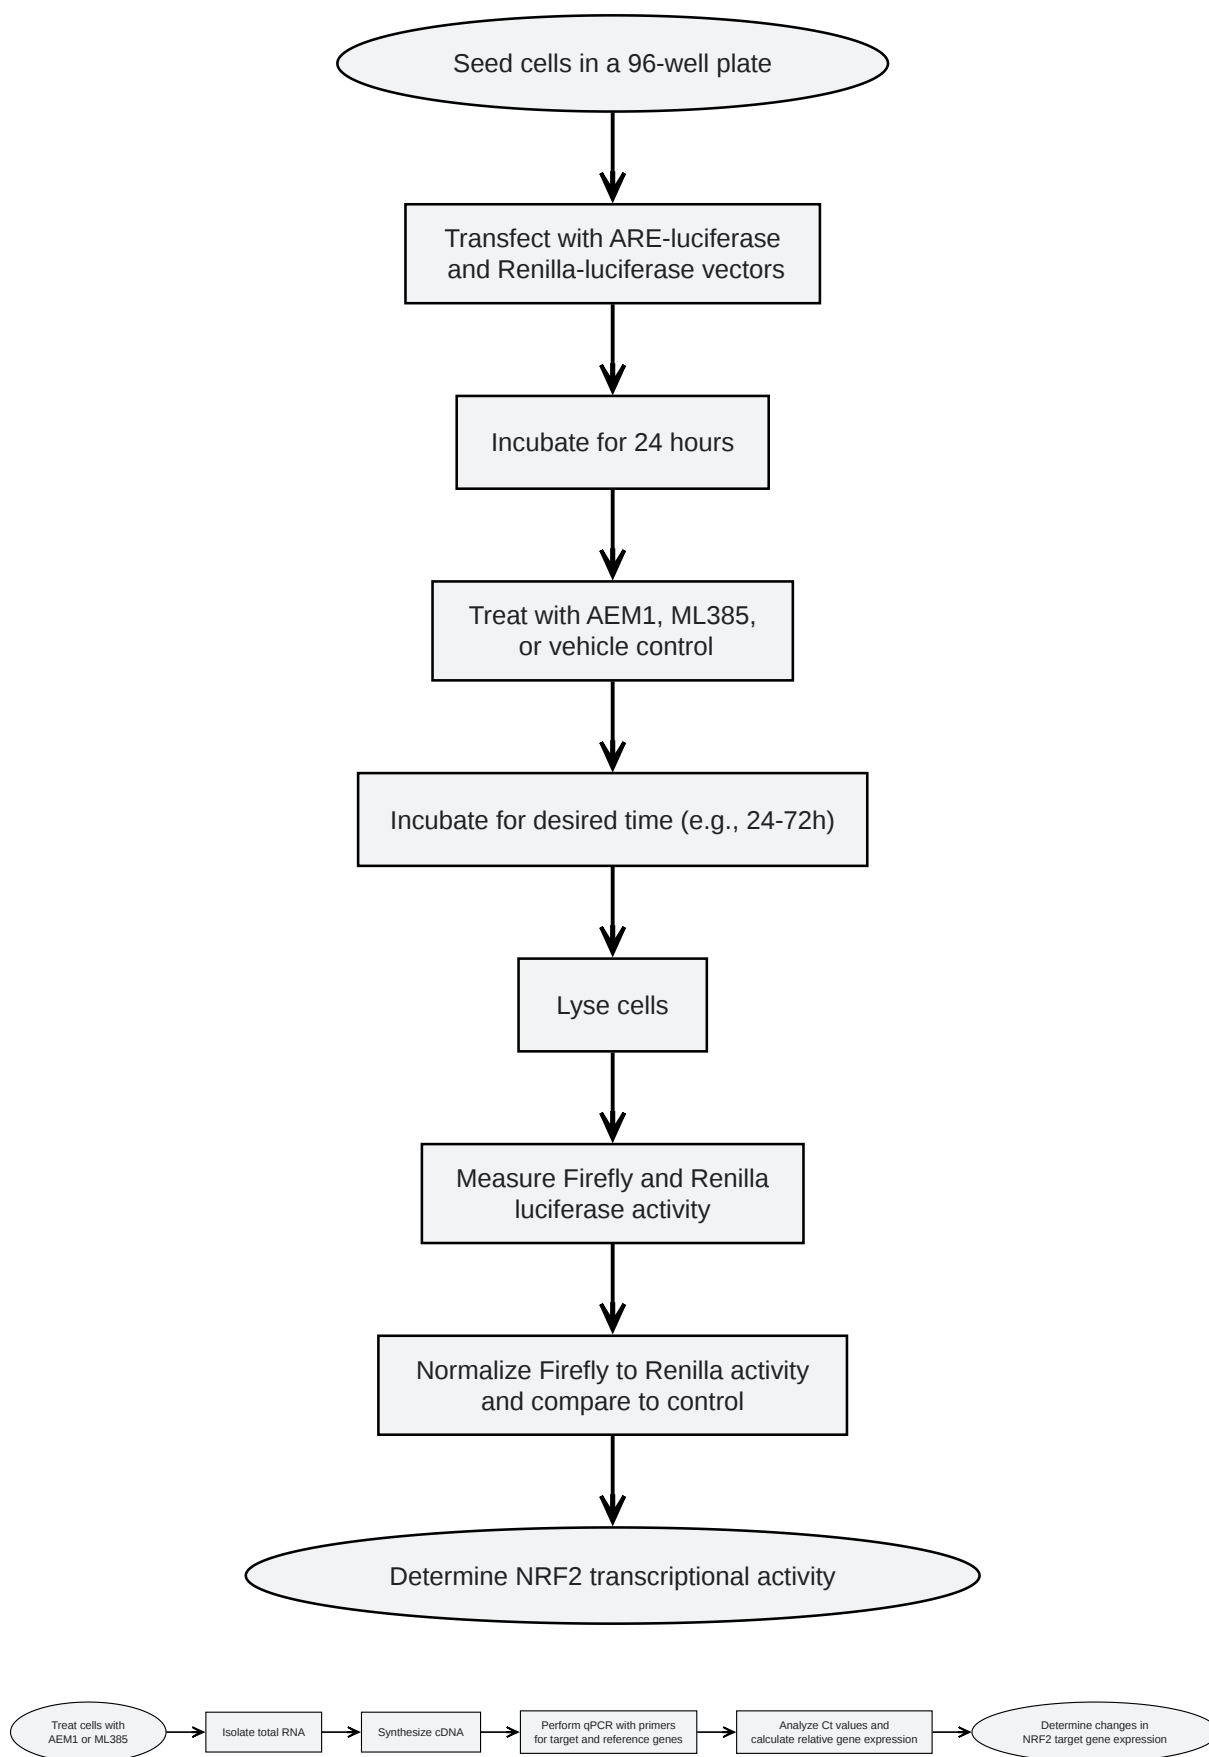 Seed cells in a 96-well plate
Transfect with ARE-luciferase
and Renilla-luciferase vectors
Incubate for 24 hours
Treat with AEM1, ML385,
or vehicle control
Incubate for desired time (e.g., 24-72h)
Lyse cells
Measure Firefly and Renilla
luciferase activity
Normalize Firefly to Renilla activity
and compare to control
Determine NRF2 transcriptional activity
Treat cells with
AEM1 or ML385
Isolate total RNA
Synthesize cDNA
Perform qPCR with primers
for target and reference genes
Analyze Ct values and
calculate relative gene expression
Determine changes in
NRF2 target gene expression